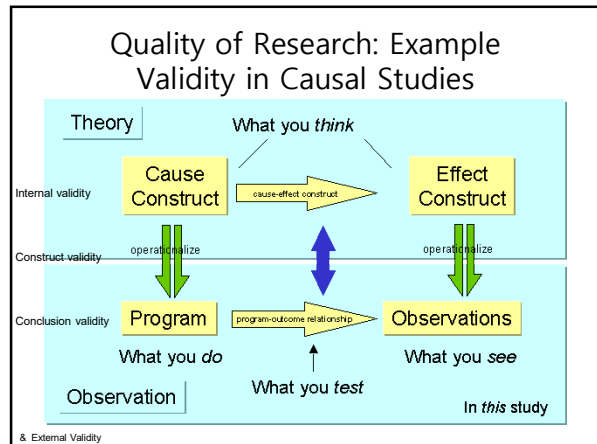 Quality of Research: Example
Validity in Causal Studies
Theory
What you think
Internal validity
Cause
Construct
cause-effect construct
Effect
Construct
operationalize
operationalize
Construct validity
Conclusion validity
Program
program-outcome relationship
Observations
What you do
What you test
What you see
Observation
In this study
& External Validity